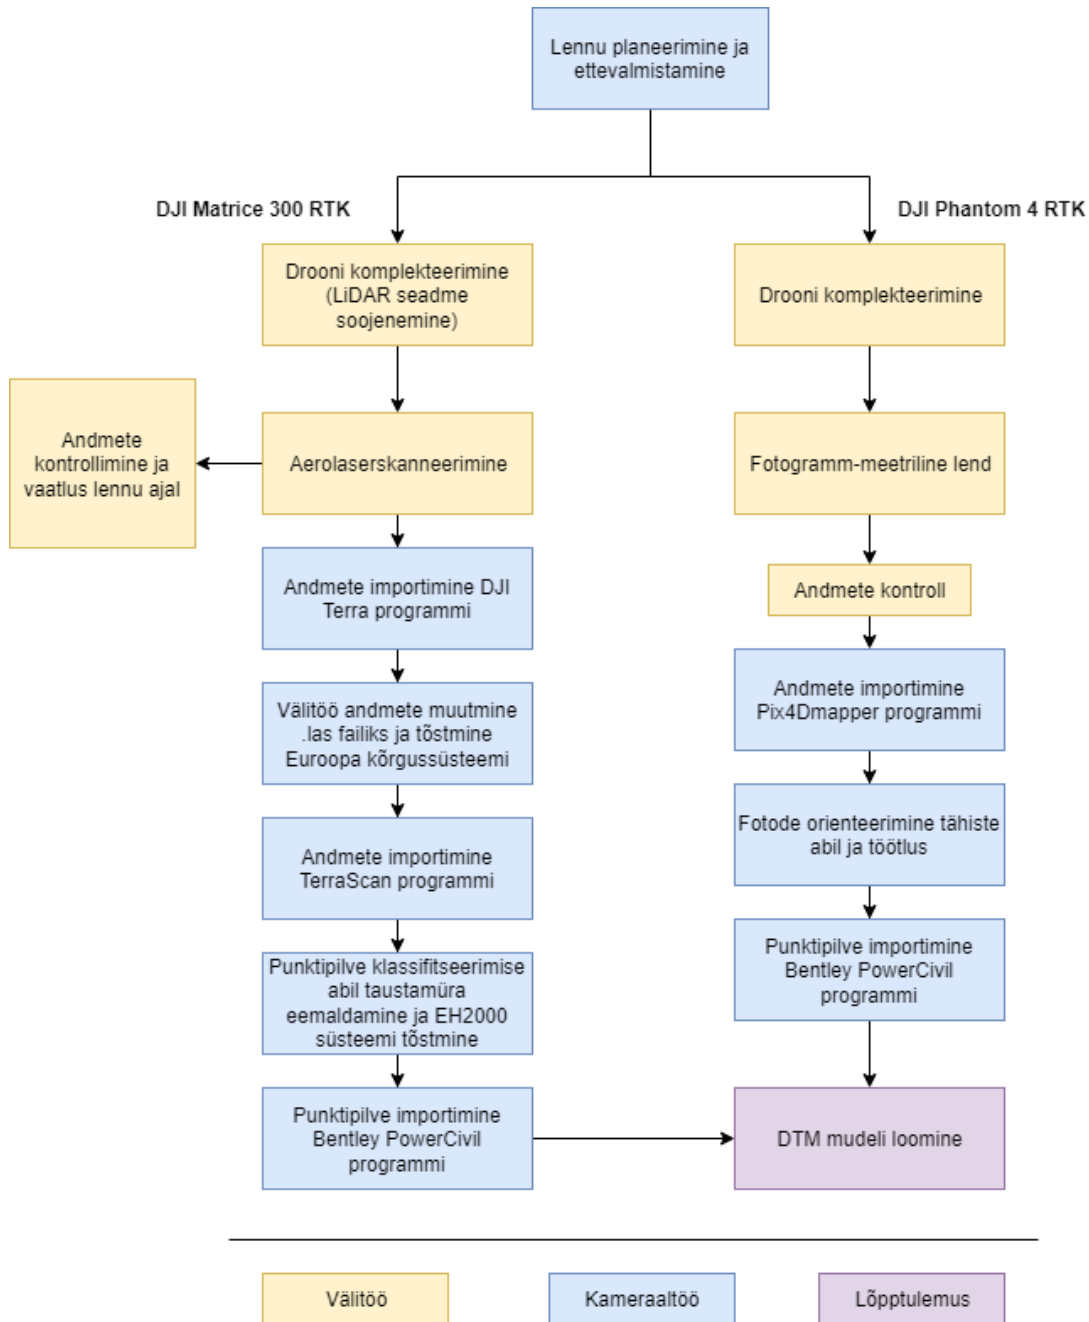 Lennu planeerimine ja
ettevalmistamine
DJI Matrice 300 RTK
DJI Phantom 4 RTK
Drooni komplekteerimine
(LiDAR seadme
soojenemine)
Drooni komplekteerimine
Andmete
kontrollimine ja
vaatlus lennu ajal
Aerolaserskanneerimine
Fotogramm-meetriline lend
Andmete importimine DJI
Terra programmi
Andmete kontroll
Välitöö andmete muutmine
.las failiks ja tõstmine
Euroopa kõrgussüsteemi
Andmete importimine
Pix4Dmapper programmi
Andmete importimine
TerraScan programmi
Fotode orienteerimine tähiste
abil ja töötlus
Punktipilve klassifitseerimise
abil taustamüra
eemaldamine ja EH2000
süsteemi tõstmine
Punktipilve importimine
Bentley PowerCivil
programmi
Punktipilve importimine
Bentley PowerCivil
programmi
DTM mudeli loomine
Välitöö
Kameraaltöö
Lõpptulemus